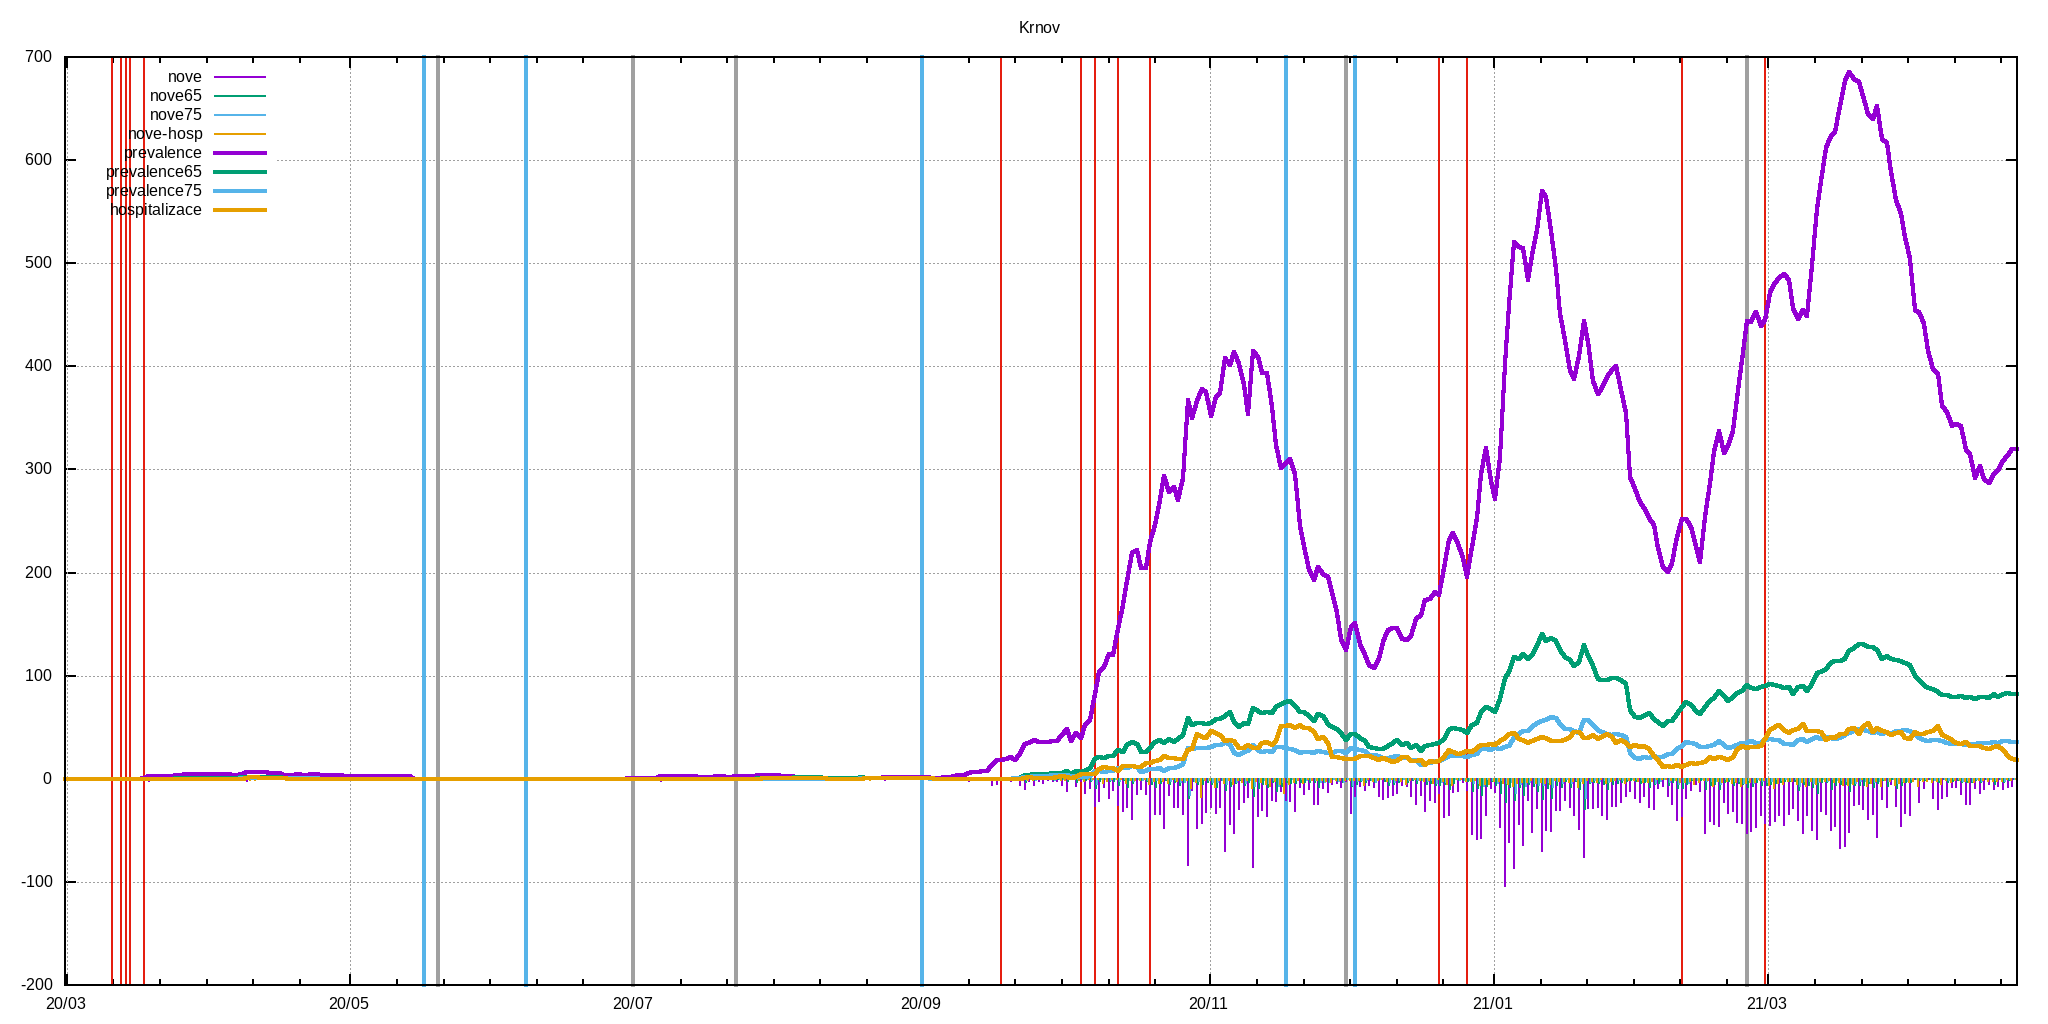 Krnov
700
600
500
400
300
200
100
0
-100
-200
nove
nove65
nove75
nove-hosp
prevalence
prevalence65
prevalence75
hospitalizace
20/03 20/05 20/07 20/09 20/11 21/01 21/03